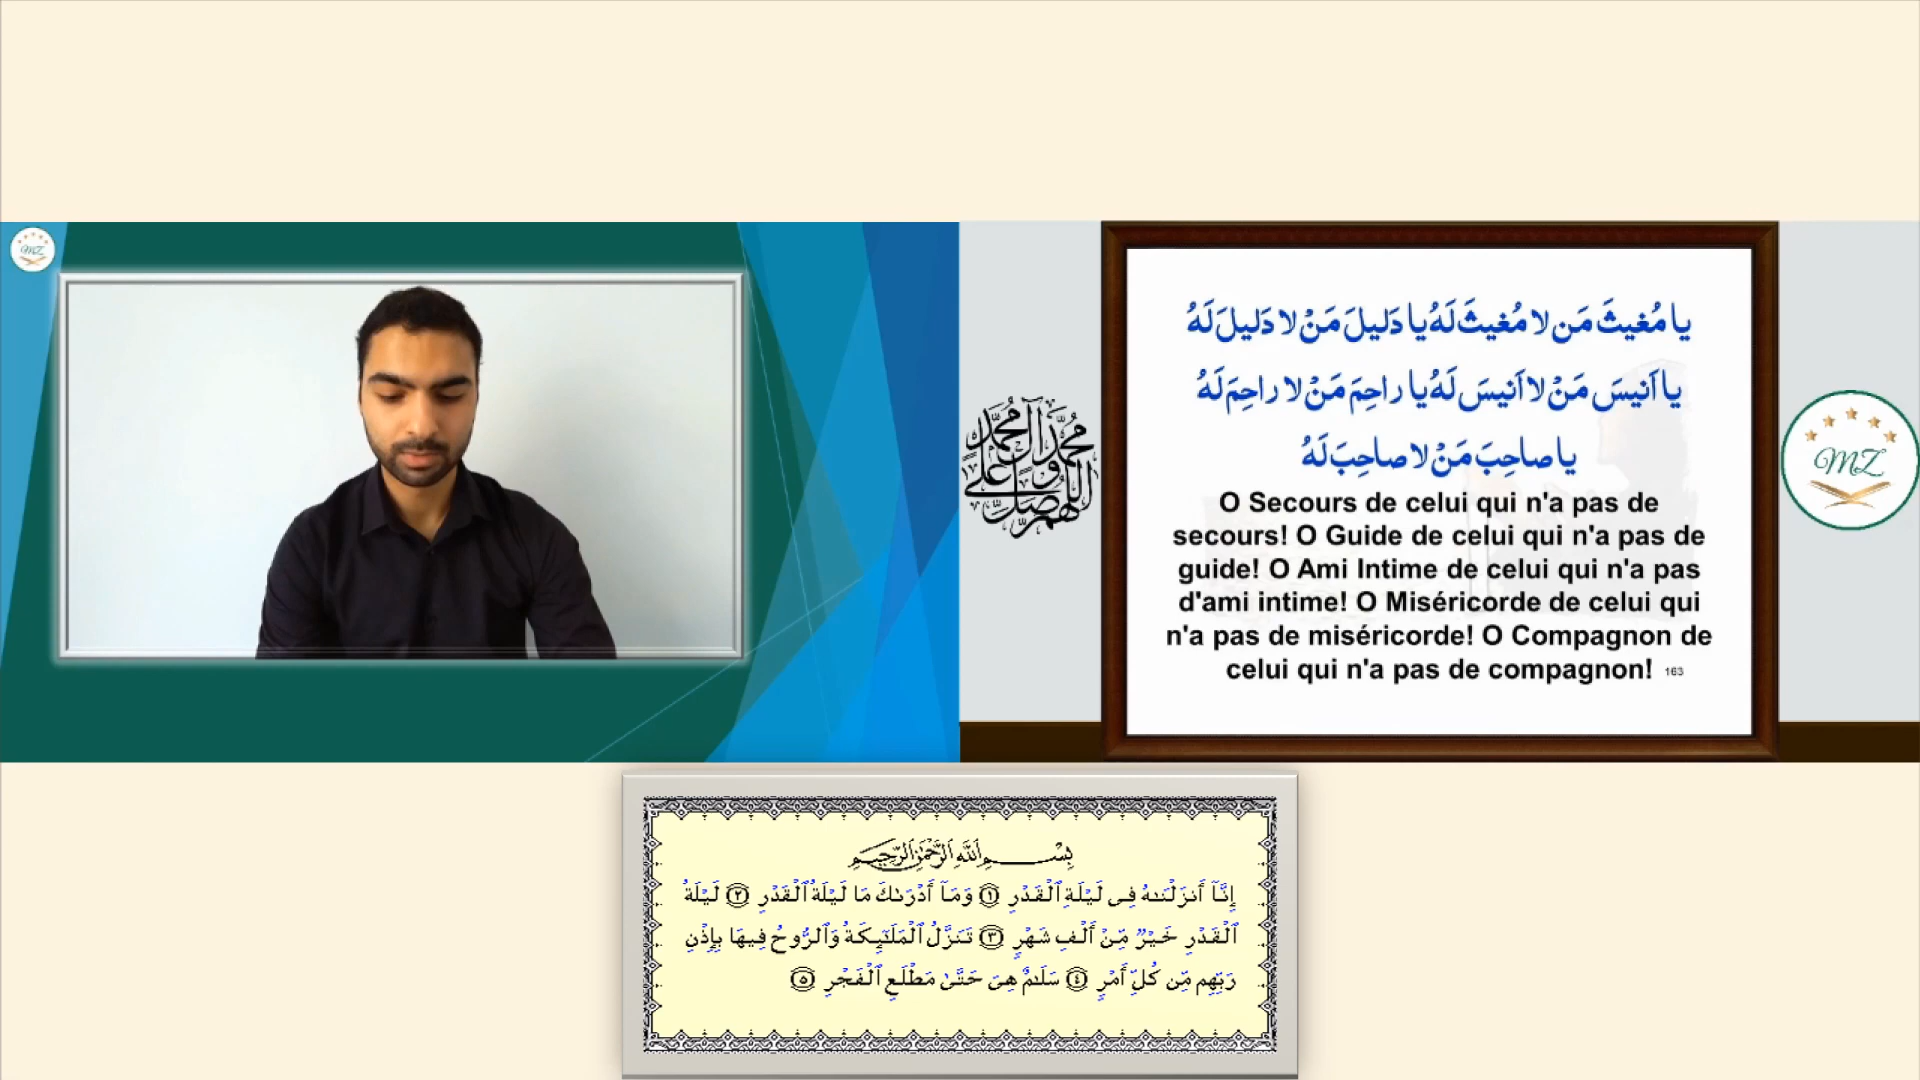 MZ
يا مُغيثَ مَن لا مُغيثَ لَهُ يا دَليلَ مَنْ لا دَليلَ لَهُ
يا اَنيسَ مَنْ لا اَنيسَ لَهُ يا راحِمَ مَنْ لا راحِمَ لَهُ
يا صاحِبَ مَنْ لا صاحِبَ لَهُ
O Secours de celui qui n'a pas de
secours! O Guide de celui qui n'a pas de
guide! O Ami Intime de celui qui n'a pas
d'ami intime! O Miséricorde de celui qui
n'a pas de miséricorde! O Compagnon de
celui qui n'a pas de compagnon! 163
اللهم صل على محمد وآل محمد
MZ
بِسْمِ ٱللَّهِ ٱلرَّحْمَٰنِ ٱلرَّحِيمِ
إِنَّآ أَنزَلْنَـٰهُ فِى لَيْلَةِ ٱلْقَدْرِ ﴿١﴾ وَمَآ أَدْرَىٰكَ مَا لَيْلَةُ ٱلْقَدْرِ ﴿٢﴾ لَيْلَةُ
ٱلْقَدْرِ خَيْرٌ مِّنْ أَلْفِ شَهْرٍ ﴿٣﴾ تَنَزَّلُ ٱلْمَلَـٰٓئِكَةُ وَٱلرُّوحُ فِيهَا بِإِذْنِ
رَبِّهِم مِّن كُلِّ أَمْرٍ ﴿٤﴾ سَلَـٰمٌ هِىَ حَتَّىٰ مَطْلَعِ ٱلْفَجْرِ ﴿٥﴾